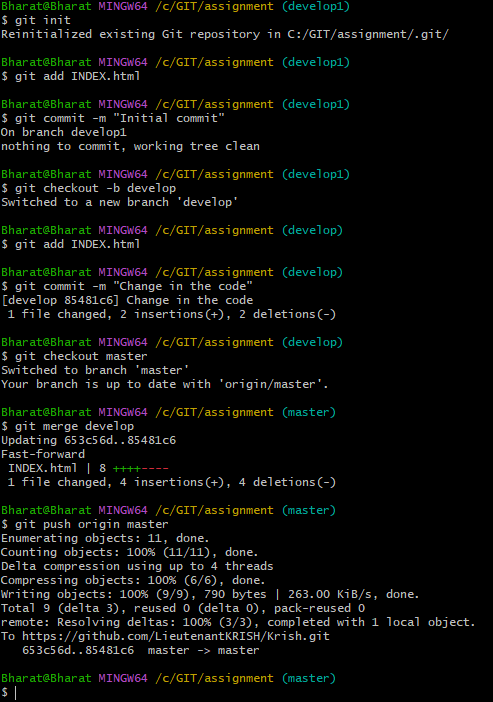 Bharat@Bharat MINGW64 /c/GIT/assignment (develop1)
$ git init
Reinitialized existing Git repository in C:/GIT/assignment/.git/

Bharat@Bharat MINGW64 /c/GIT/assignment (develop1)
$ git add INDEX.html

Bharat@Bharat MINGW64 /c/GIT/assignment (develop1)
$ git commit -m "Initial commit"
On branch develop1
nothing to commit, working tree clean

Bharat@Bharat MINGW64 /c/GIT/assignment (develop1)
$ git checkout -b develop
Switched to a new branch 'develop'

Bharat@Bharat MINGW64 /c/GIT/assignment (develop)
$ git add INDEX.html

Bharat@Bharat MINGW64 /c/GIT/assignment (develop)
$ git commit -m "Change in the code"
[develop 85481c6] Change in the code
 1 file changed, 2 insertions(+), 2 deletions(-)

Bharat@Bharat MINGW64 /c/GIT/assignment (develop)
$ git checkout master
Switched to branch 'master'
Your branch is up to date with 'origin/master'.

Bharat@Bharat MINGW64 /c/GIT/assignment (master)
$ git merge develop
Updating 653c56d..85481c6
Fast-forward
 INDEX.html | 8 ++++----
 1 file changed, 4 insertions(+), 4 deletions(-)

Bharat@Bharat MINGW64 /c/GIT/assignment (master)
$ git push origin master
Enumerating objects: 11, done.
Counting objects: 100% (11/11), done.
Delta compression using up to 4 threads
Compressing objects: 100% (6/6), done.
Writing objects: 100% (9/9), 790 bytes | 263.00 KiB/s, done.
Total 9 (delta 3), reused 0 (delta 0), pack-reused 0
remote: Resolving deltas: 100% (3/3), completed with 1 local object.
To https://github.com/LieutenantKRISH/Krish.git
   653c56d..85481c6  master -> master

Bharat@Bharat MINGW64 /c/GIT/assignment (master)
$